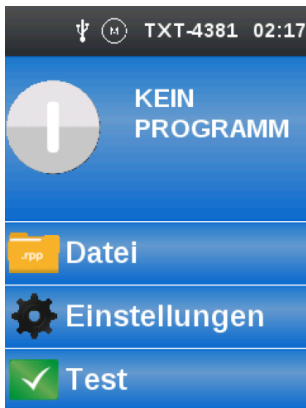 M TXT-4381 02:17
KEIN
PROGRAMM
.rpp Datei
Einstellungen
Test